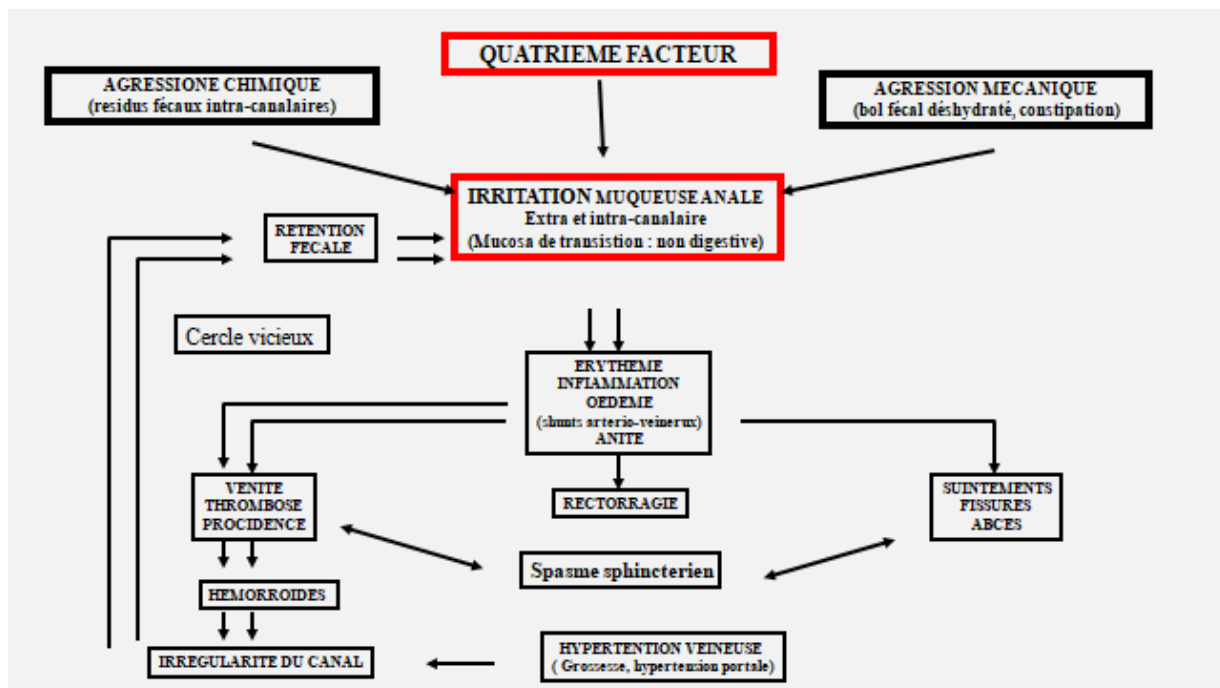 QUATRIEME FACTEUR
AGRESSIONE CHIMIQUE
(residus fécaux intra-canalaires)
AGRESSION MECANIQUE
(bol fécal déshydraté, constipation)
IRRITATION MUQUEUSE ANALE
Extra et intra-canalaire
(Mucosa de transistion : non digestive)
RETENTION
FECALE
Cercle vicieux
ERYTHEME
INFIAMMATION
OEDEME
(shunts arterio-veinerux)
ANITE
VENITE
THROMBOSE
PROCIDENCE
RECTORRAGIE
SUINTEMENTS
FISSURES
ABCES
Spasme sphincterien
HEMORROIDES
IRREGULARITE DU CANAL
HYPERTENTION VEINEUSE
( Grossesse, hypertension portale)